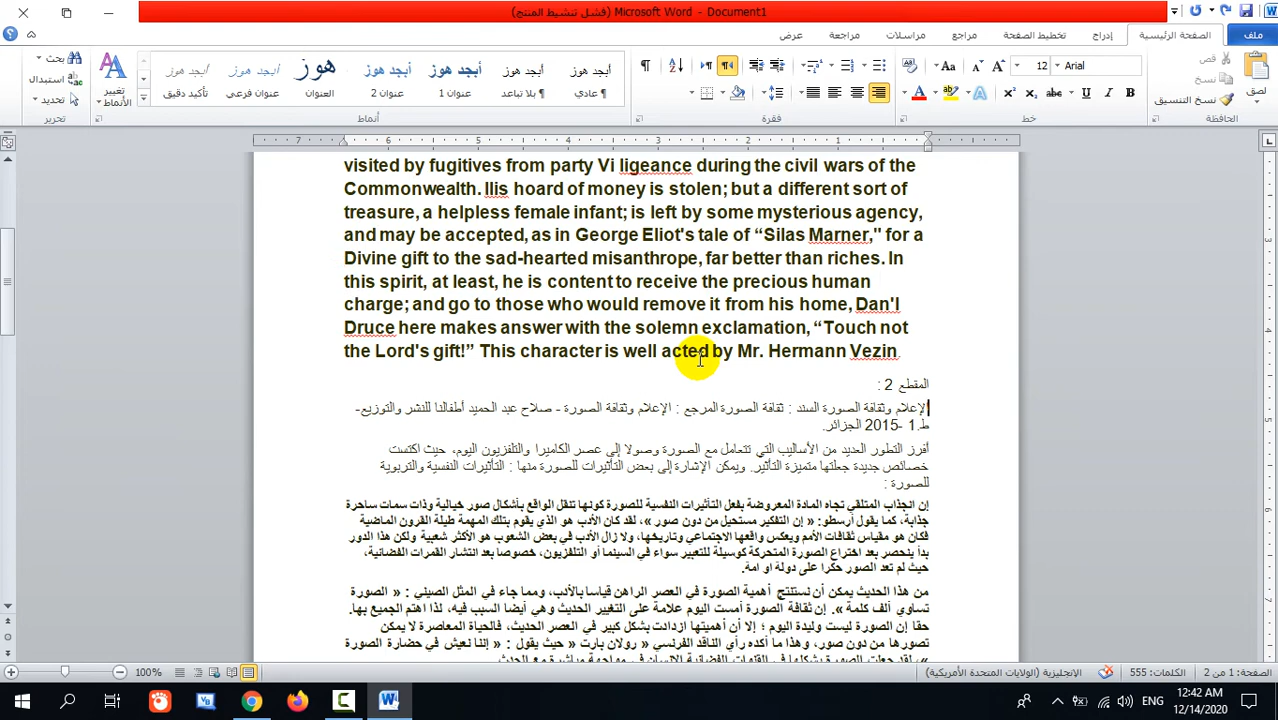 Microsoft Word - Document1 (فشل تنشيط المنتج)
ملف
الصفحة الرئيسية
إدراج
تخطيط الصفحة
مراجع
مراسلات
مراجعة
عرض
لصق
قص
نسخ
نسخ التنسيق
الحافظة
Arial
12
Aa
خط
فقرة
أبجد هوز
¶ عادي
أبجد هوز
¶ بلا تباعد
أبجد هوز
عنوان 1
أبجد هوز
عنوان 2
هوز
العنوان
أبجد هوز
عنوان فرعي
أبجد هوز
تأكيد دقيق
أنماط
تغيير
الأنماط
بحث
استبدال
تحديد
تحرير
visited by fugitives from party Vi ligeance during the civil wars of the
Commonwealth. Ilis hoard of money is stolen; but a different sort of
treasure, a helpless female infant; is left by some mysterious agency,
and may be accepted, as in George Eliot's tale of “Silas Marner," for a
Divine gift to the sad-hearted misanthrope, far better than riches. In
this spirit, at least, he is content to receive the precious human
charge; and go to those who would remove it from his home, Dan'l
Druce here makes answer with the solemn exclamation, “Touch not
the Lord's gift!” This character is well acted by Mr. Hermann Vezin.
المقطع 2 :
الإعلام وثقافة الصورة السند : ثقافة الصورة المرجع : الإعلام وثقافة الصورة - صلاح عبد الحميد أطفالنا للنشر والتوزيع-
ط.1 -2015 الجزائر.
أفرز التطور العديد من الأساليب التي تتعامل مع الصورة وصولا إلى عصر الكاميرا والتلفزيون اليوم، حيث اكتست
خصائص جديدة جعلتها متميزة التأثير. ويمكن الإشارة إلى بعض التأثيرات للصورة منها : التأثيرات النفسية والتربوية
للصورة :
إن انجذاب المتلقي تجاه المادة المعروضة بفعل التأثيرات النفسية للصورة كونها تنقل الواقع بأشكال صور خيالية وذات سمات ساحرة
جذابة، كما يقول أرسطو: « إن التفكير مستحيل من دون صور »، لقد كان الأدب هو الذي يقوم بتلك المهمة طيلة القرون الماضية
فكان هو مقياس ثقافات الأمم ويعكس واقعها الاجتماعي وتاريخها، ولا زال الأدب في بعض الشعوب هو الأكثر شعبية ولكن هذا الدور
بدأ ينحصر بعد اختراع الصورة المتحركة كوسيلة للتعبير سواء في السينما أو التلفزيون، خصوصا بعد انتشار القمرات الفضائية،
حيث لم تعد الصور حكرا على دولة او امة.
من هذا الحديث يمكن أن نستنتج أهمية الصورة في العصر الراهن قياسا بالأدب، ومما جاء في المثل الصيني : « الصورة
تساوي ألف كلمة ». إن ثقافة الصورة أمست اليوم علامة على التغيير الحديث وهي أيضا السبب فيه، لذا اهتم الجميع بها.
حقا إن الصورة ليست وليدة اليوم ؛ إلا أن أهميتها ازدادت بشكل كبير في العصر الحديث، فالحياة المعاصرة لا يمكن
تصورها من دون صور، وهذا ما أكده رأي الناقد الفرنسي « رولان بارت » حيث يقول : « إننا نعيش في حضارة الصورة
الصفحة: 1 من 2
الكلمات: 555
الإنجليزية (الولايات المتحدة الأمريكية)
100%
ENG
12:42 AM
12/14/2020